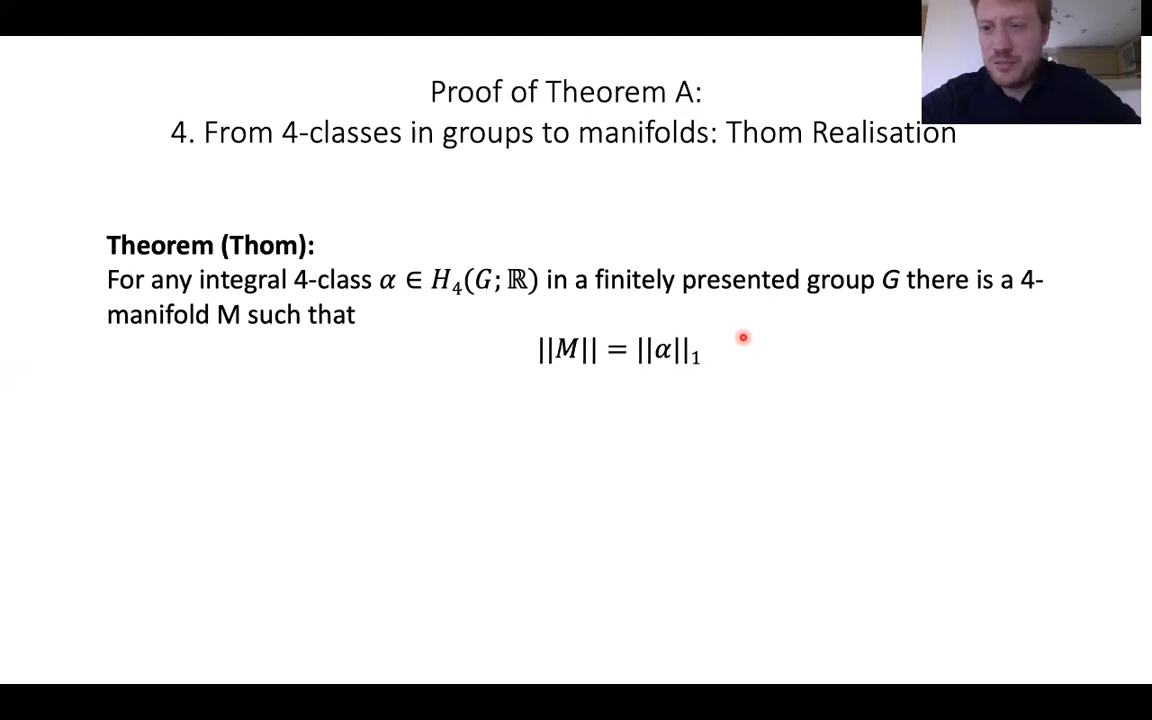 Proof of Theorem A:
4. From 4-classes in groups to manifolds: Thom Realisation
Theorem (Thom):
For any integral 4-class α ∈ H₄(G; ℝ) in a finitely presented group G there is a 4-
manifold M such that
||M|| = ||α||₁